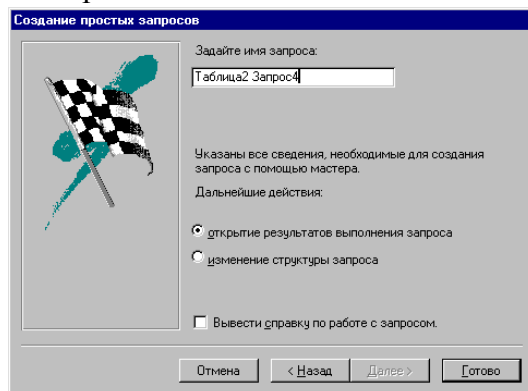 Создание простых запросов
Задайте имя запроса:
Таблица2 Запрос4
Указаны все сведения, необходимые для создания
запроса с помощью мастера.
Дальнейшие действия:
открытие результатов выполнения запроса
изменение структуры запроса
Вывести справку по работе с запросом.
Отмена
< Назад
Далее >
Готово